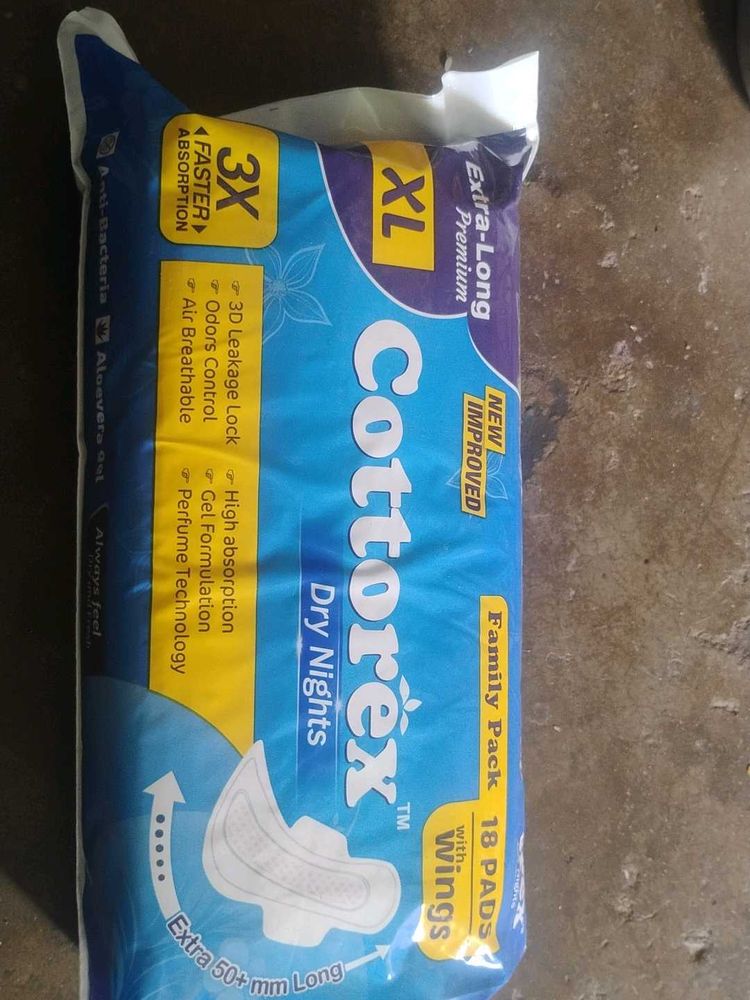 Extra-Long
Premium
XL
3X
FASTER
ABSORPTION
NEW
IMPROVED
Cottorex™
Dry Nights
Family Pack
18 PADS
with
Wings
3D Leakage Lock
Odors Control
Air Breathable
High absorption
Gel Formulation
Perfume Technology
Extra 50+ mm Long
Anti-Bacteria
Aloevera Gel
Always feel